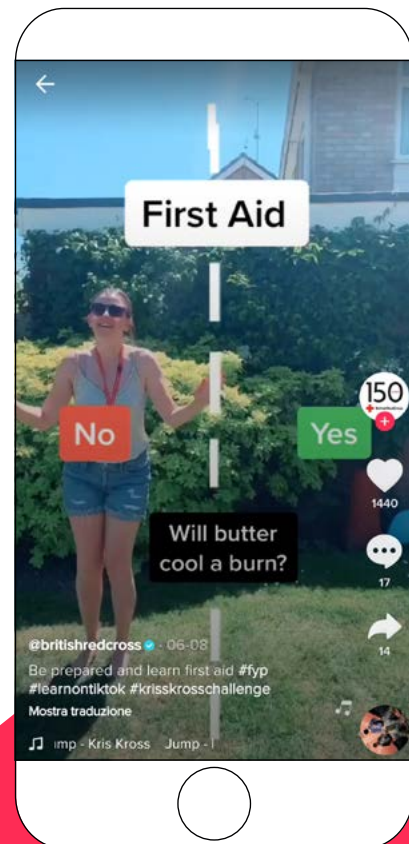 First Aid
No
Yes
Will butter
cool a burn?
150
1440
17
14
@britishredcross - 06-08
Be prepared and learn first aid #fyp
#learnontiktok #krisskrosschallenge
Mostra traduzione
ump - Kris Kross Jump - I